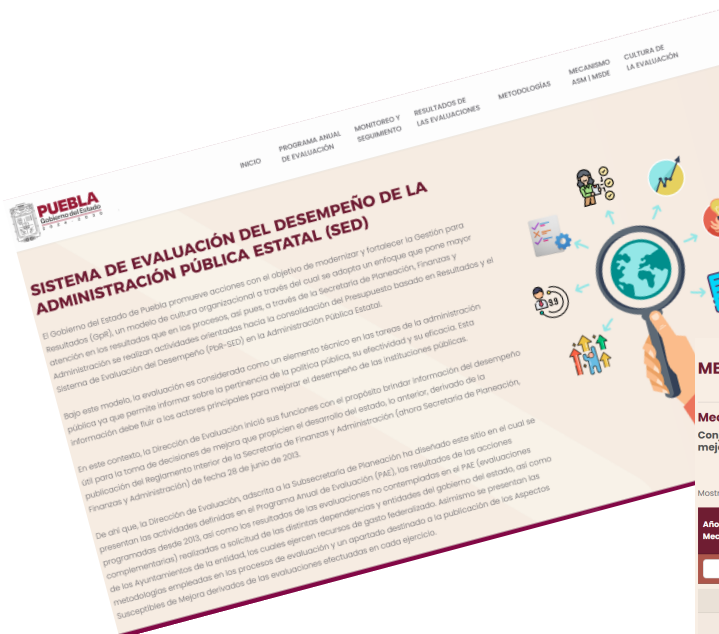 INICIO
PROGRAMA ANUAL
DE EVALUACIÓN
MONITOREO Y
SEGUIMIENTO
RESULTADOS DE
LAS EVALUACIONES
METODOLOGÍAS
MECANISMO
ASM | MSDE
CULTURA DE
LA EVALUACIÓN
PUEBLA
Gobierno del Estado
2024 - 2030
SISTEMA DE EVALUACIÓN DEL DESEMPEÑO DE LA
ADMINISTRACIÓN PÚBLICA ESTATAL (SED)
El Gobierno del Estado de Puebla promueve acciones con el objetivo de modernizar y fortalecer la Gestión para
Resultados (GpR), un modelo de cultura organizacional a través del cual se adopta un enfoque que pone mayor
atención en los resultados que en los procesos, así pues, a través de la Secretaría de Planeación, Finanzas y
Administración se realizan actividades orientadas hacia la consolidación del Presupuesto basado en Resultados y el
Sistema de Evaluación del Desempeño (PbR-SED) en la Administración Pública Estatal.
Bajo este modelo, la evaluación es considerada como un elemento técnico en las tareas de la administración
pública ya que permite informar sobre la pertinencia de la política pública, su efectividad y su eficacia. Esta
información debe fluir a los actores principales para mejorar el desempeño de las instituciones públicas.
En este contexto, la Dirección de Evaluación inició sus funciones con el propósito brindar información del desempeño
útil para la toma de decisiones de mejora que propicien el desarrollo del estado, lo anterior, derivado de la
publicación del Reglamento Interior de la Secretaría de Finanzas y Administración (ahora Secretaría de Planeación,
Finanzas y Administración) de fecha 28 de junio de 2013.
De ahí que, la Dirección de Evaluación, adscrita a la Subsecretaría de Planeación ha diseñado este sitio en el cual se
presentan las actividades definidas en el Programa Anual de Evaluación (PAE), los resultados de las acciones
programadas desde 2013, así como los resultados de las evaluaciones no contempladas en el PAE (evaluaciones
complementarias) realizadas a solicitud de las distintas dependencias y entidades del gobierno del estado, así como
de los Ayuntamientos de la entidad, los cuales ejercen recursos de gasto federalizado. Asimismo se presentan las
metodologías empleadas en los procesos de evaluación y un apartado destinado a la publicación de los Aspectos
Susceptibles de Mejora derivados de las evaluaciones efectuadas en cada ejercicio.
ME
Mec
Con
mejo
Mostr
Año
Mec